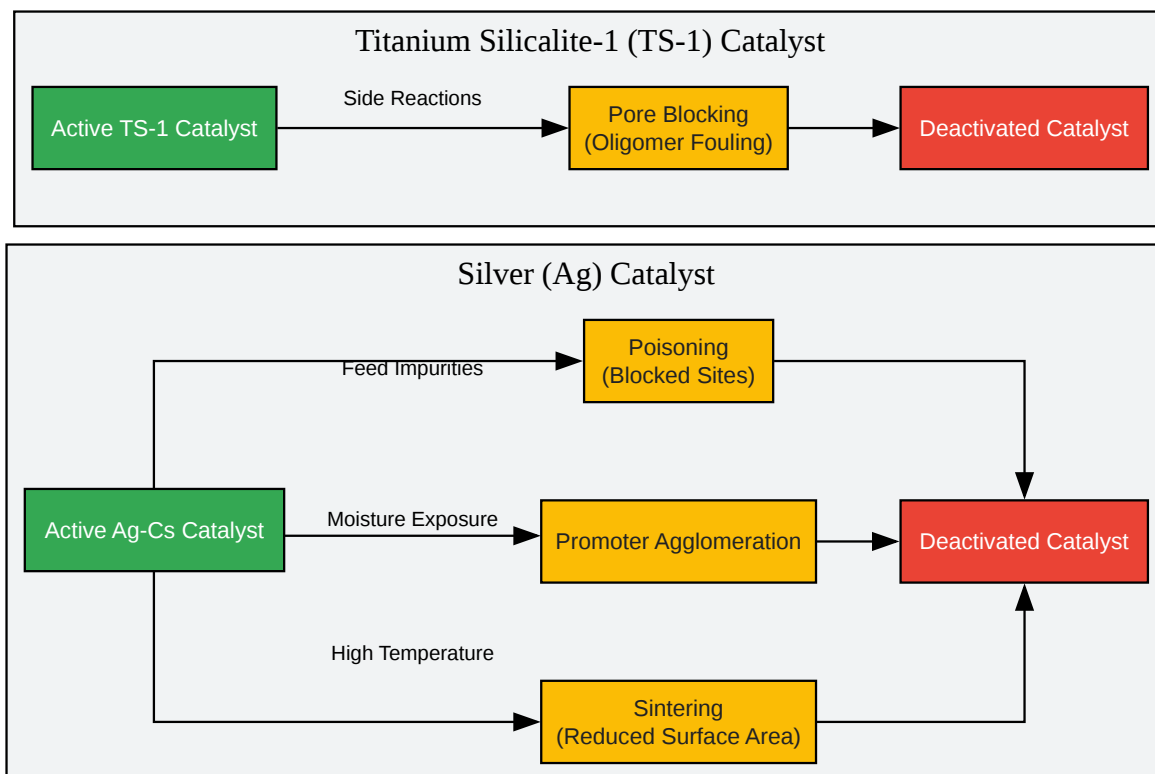 Titanium Silicalite-1 (TS-1) Catalyst
Side Reactions
Active TS-1 Catalyst
Pore Blocking
(Oligomer Fouling)
Deactivated Catalyst
Silver (Ag) Catalyst
Feed Impurities
Poisoning
(Blocked Sites)
Active Ag-Cs Catalyst
Moisture Exposure
Promoter Agglomeration
Deactivated Catalyst
High Temperature
Sintering
(Reduced Surface Area)